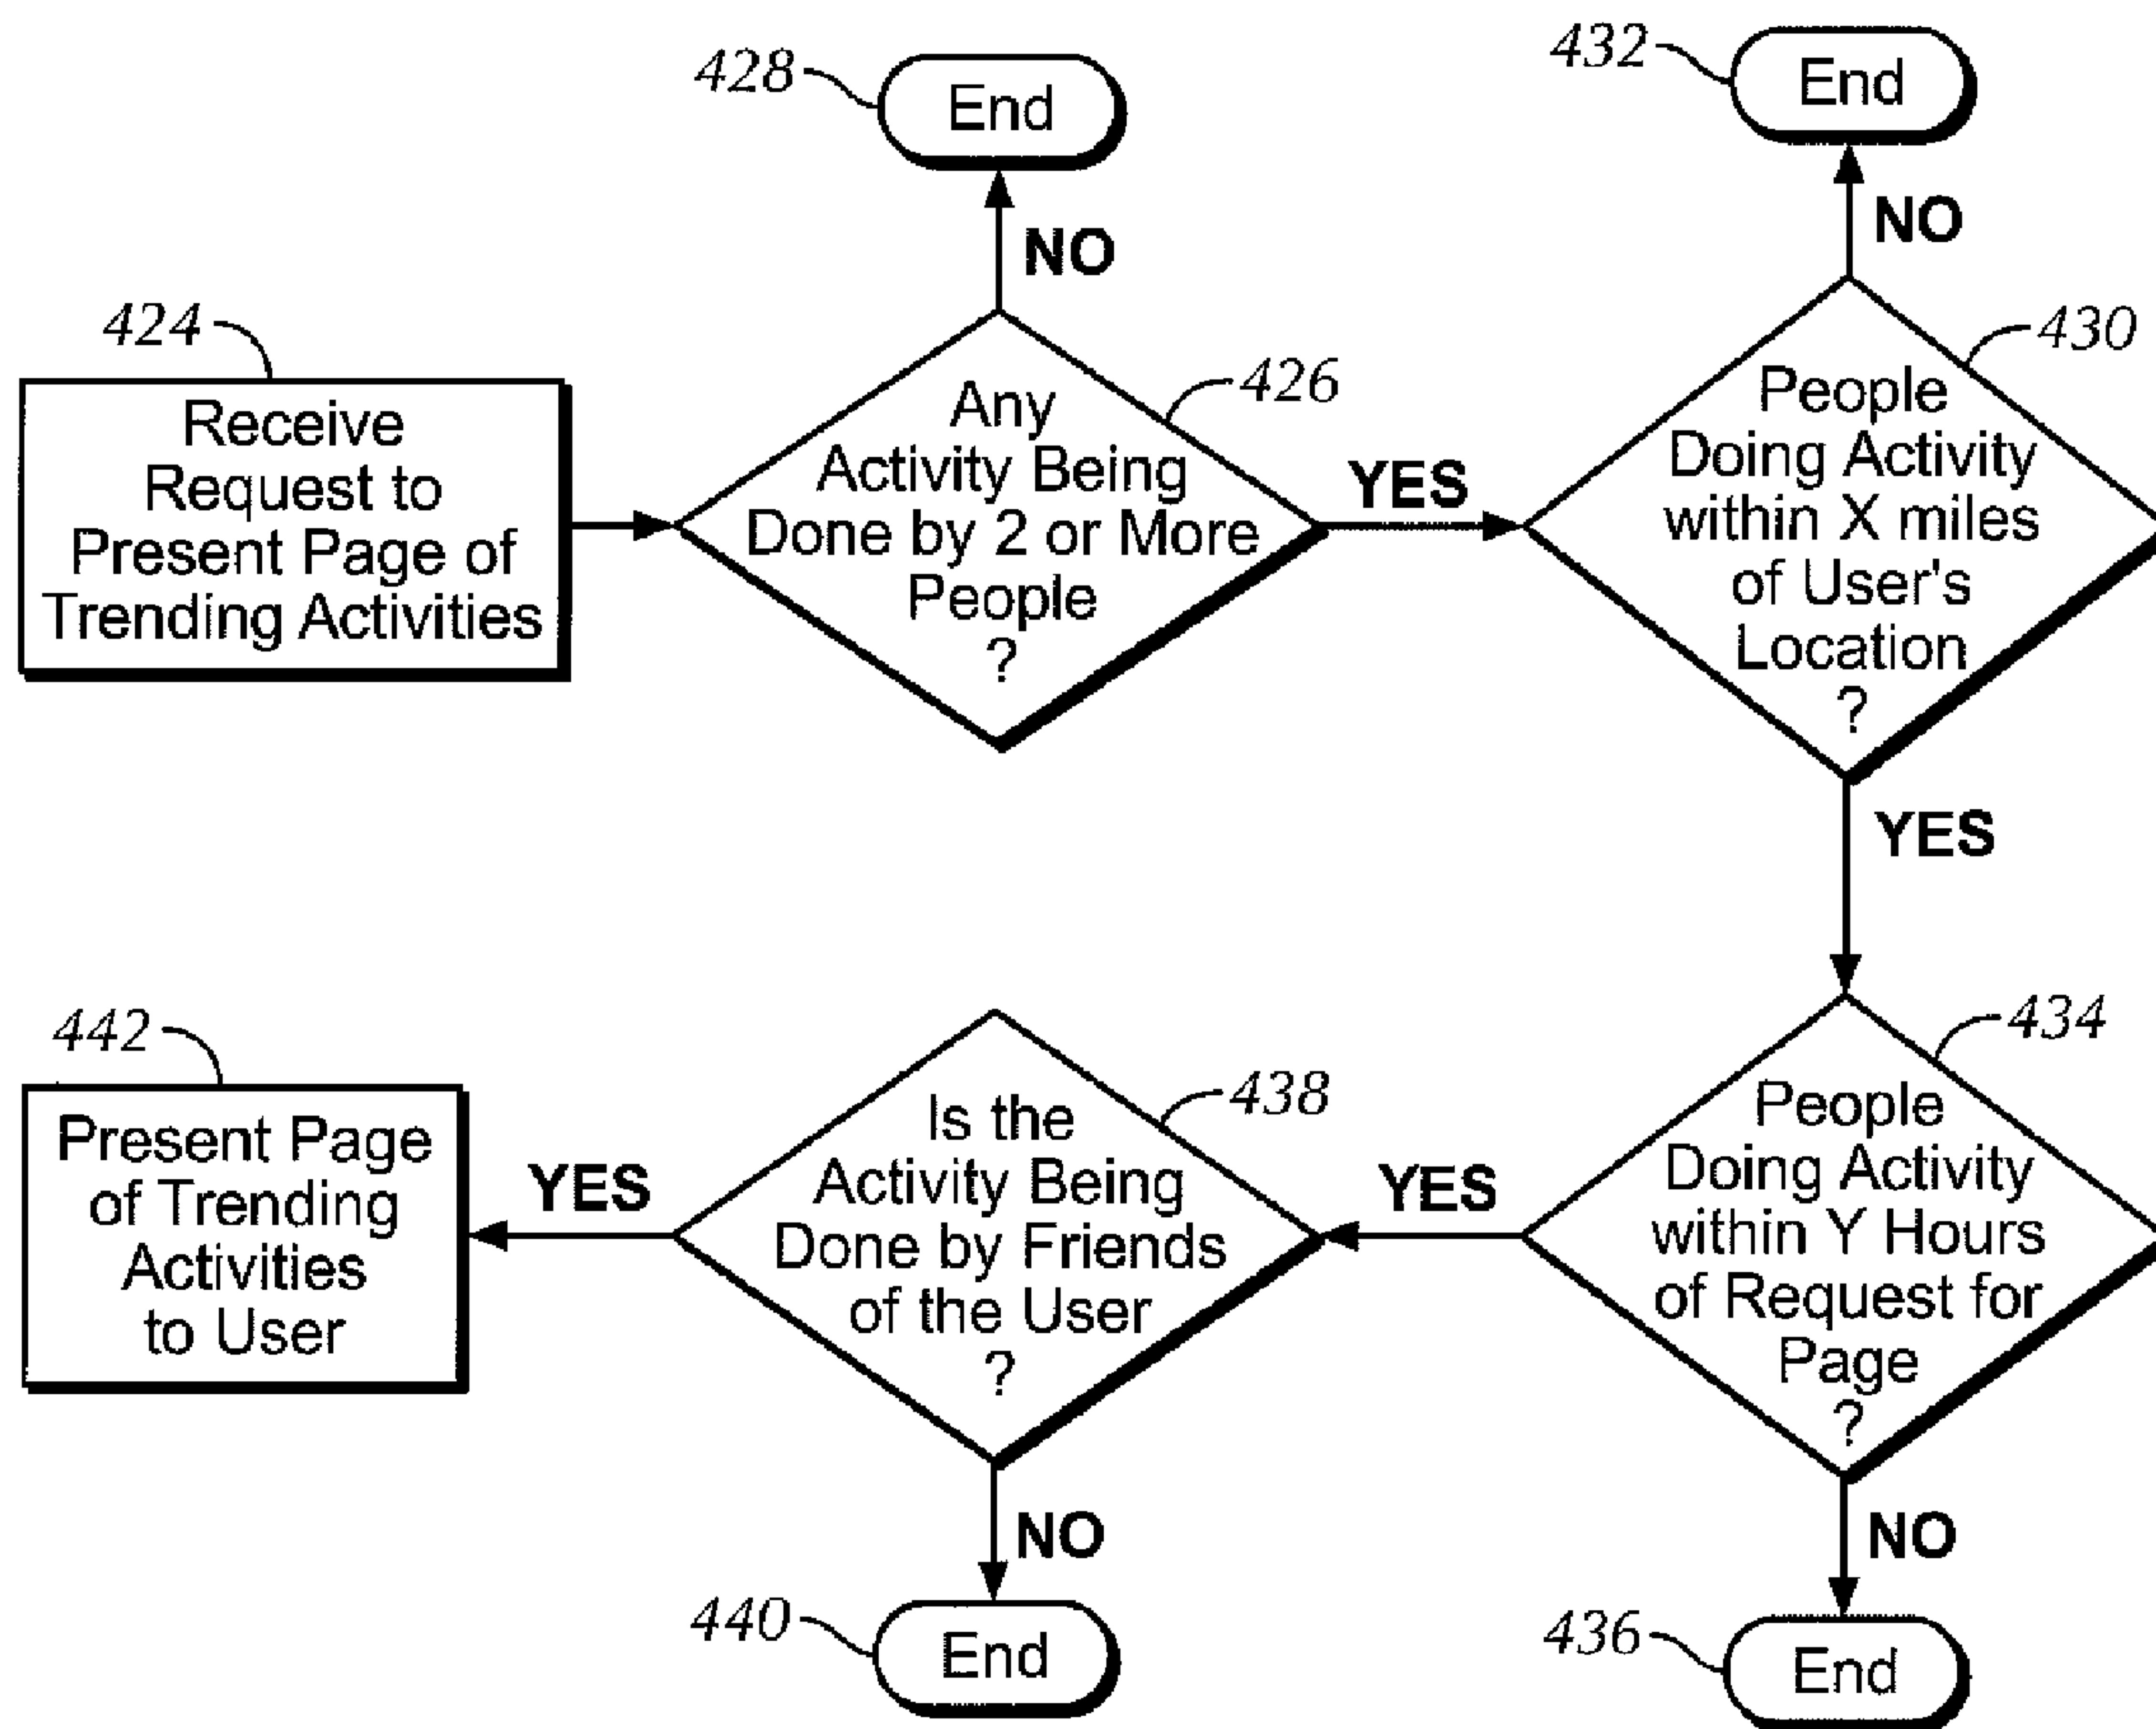 428
End
432
End
NO
NO
424
Receive
Request to
Present Page of
Trending Activities
426
Any
Activity Being
Done by 2 or More
People
?
YES
430
People
Doing Activity
within X miles
of User's
Location
?
YES
434
People
Doing Activity
within Y Hours
of Request for
Page
?
YES
438
Is the
Activity Being
Done by Friends
of the User
?
YES
442
Present Page
of Trending
Activities
to User
NO
NO
440
End
436
End